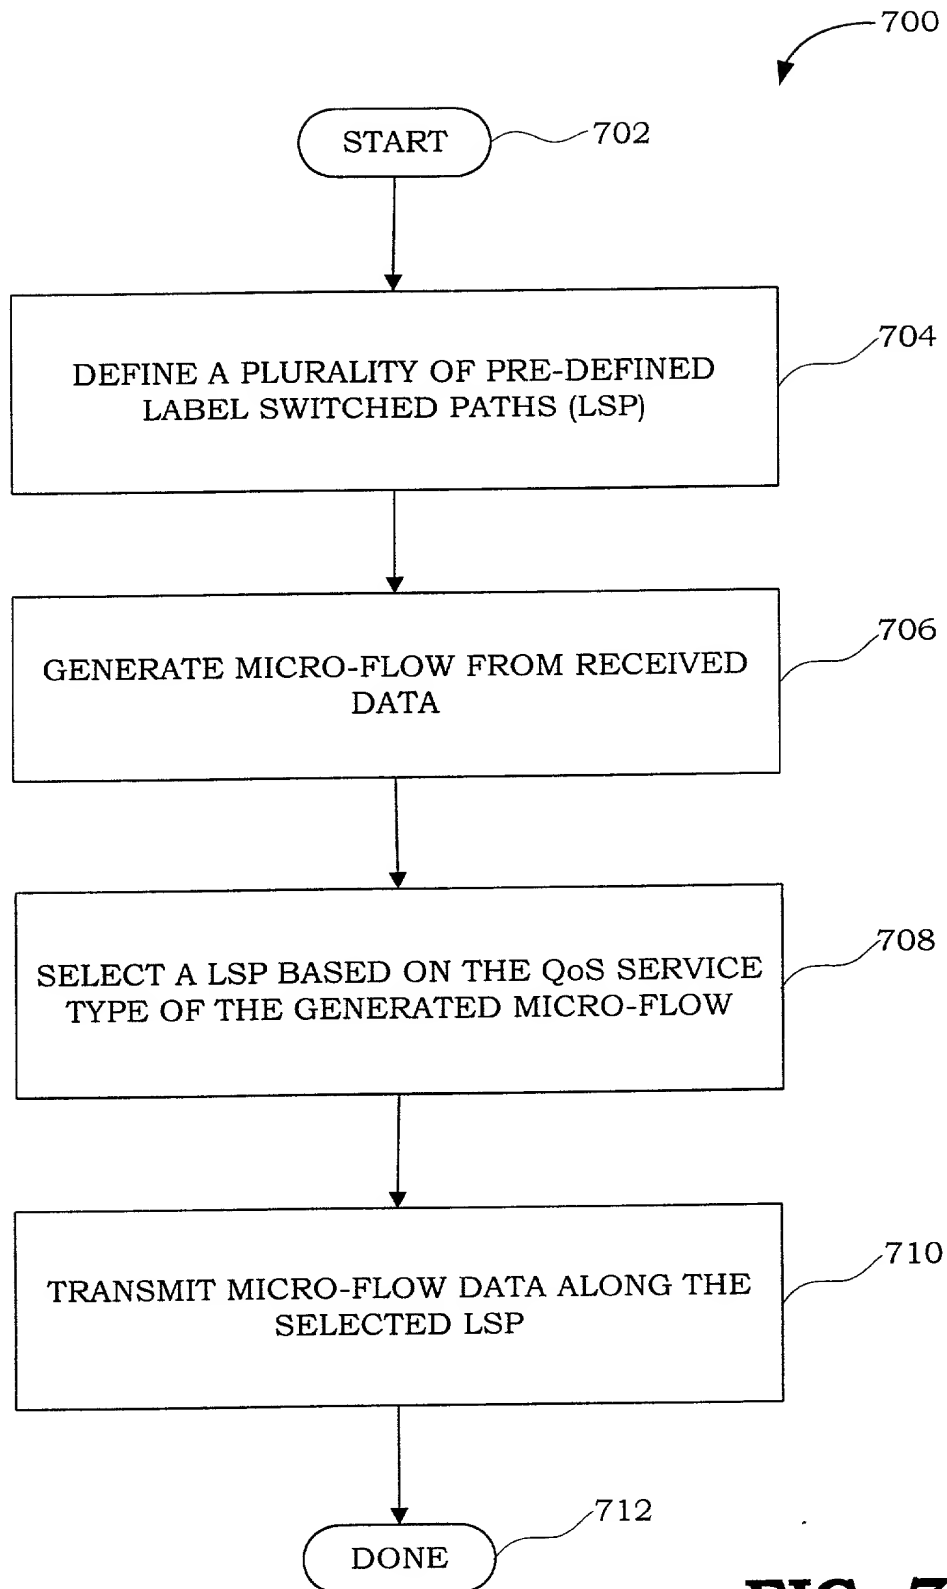 700
START
702
DEFINE A PLURALITY OF PRE-DEFINED
LABEL SWITCHED PATHS (LSP)
704
GENERATE MICRO-FLOW FROM RECEIVED
DATA
706
SELECT A LSP BASED ON THE QoS SERVICE
TYPE OF THE GENERATED MICRO-FLOW
708
TRANSMIT MICRO-FLOW DATA ALONG THE
SELECTED LSP
710
DONE
712
FIG. 7